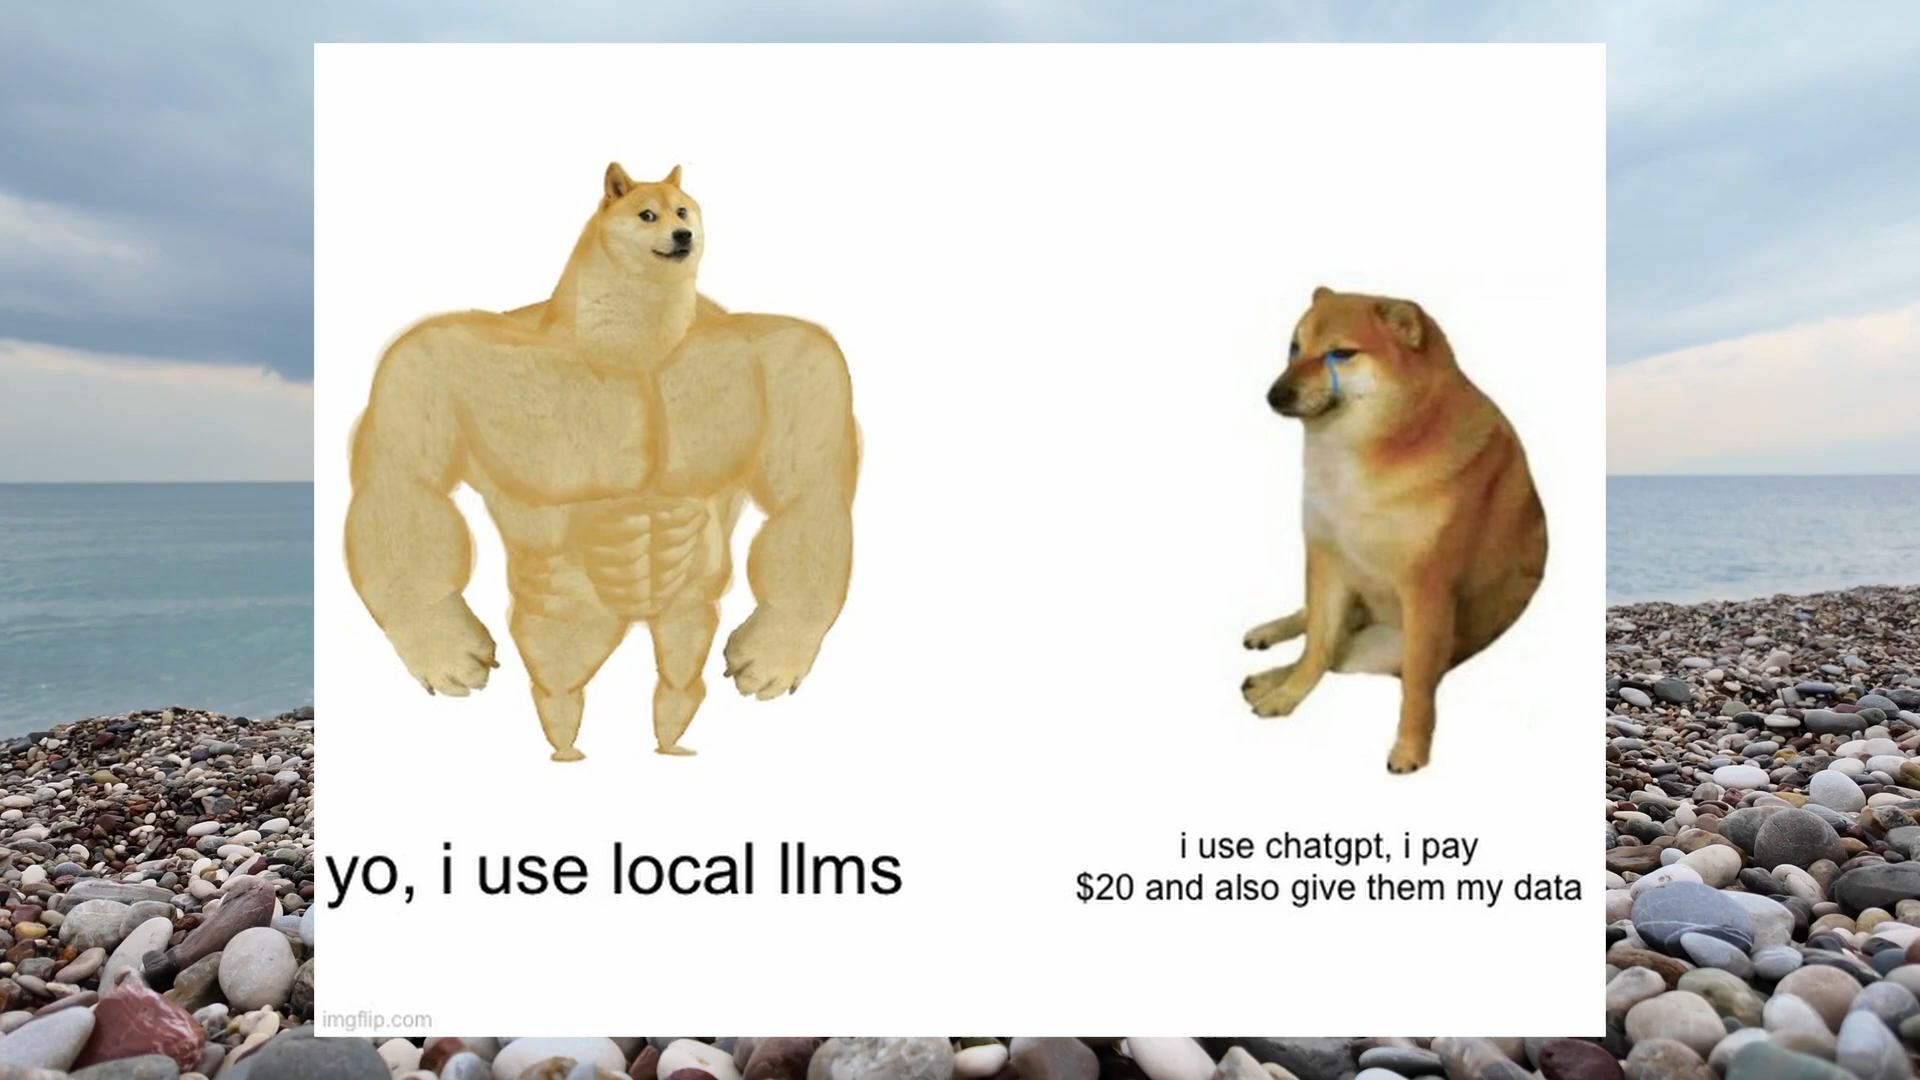 yo, i use local llms
i use chatgpt, i pay
$20 and also give them my data
imgflip.com